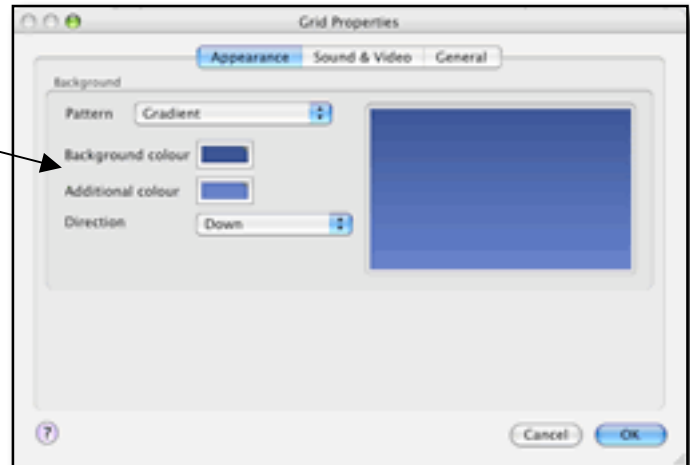 Grid Properties
Appearance Sound & Video General
Background
Pattern Gradient
Background colour
Additional colour
Direction Down
? Cancel OK